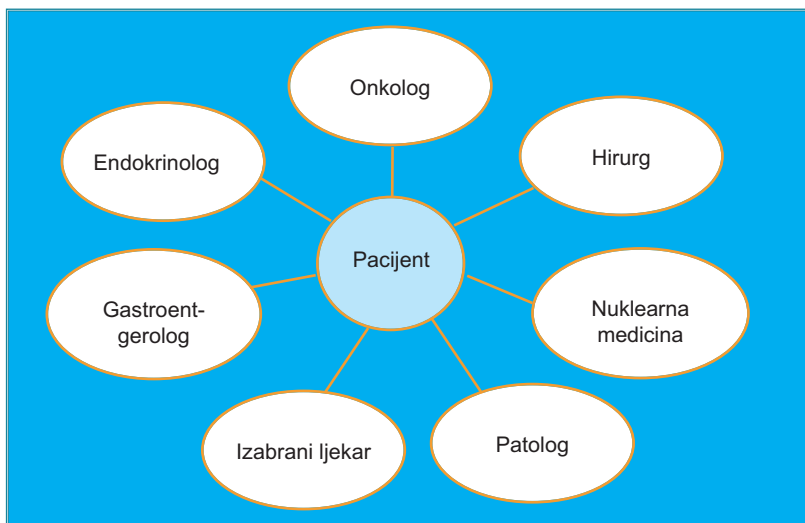 Onkolog
Endokrinolog
Hirurg
Pacijent
Gastroent-
gerolog
Nuklearna
medicina
Izabrani ljekar
Patolog